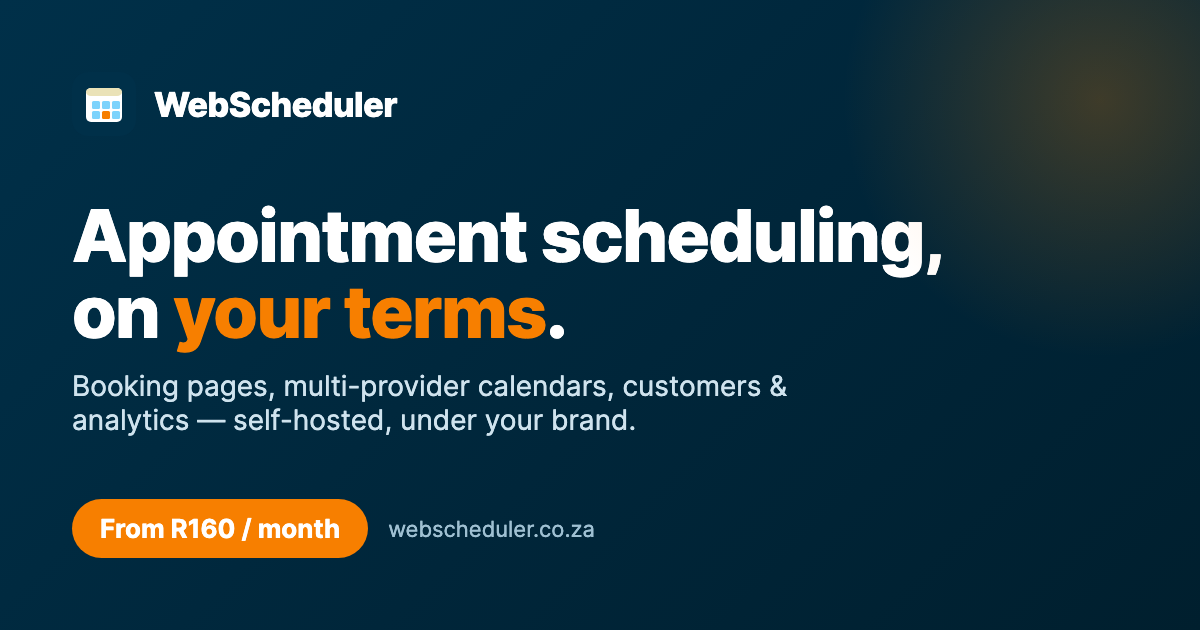 WebScheduler
Appointment scheduling,
on your terms.
Booking pages, multi-provider calendars, customers &
analytics — self-hosted, under your brand.
From R160 / month
webscheduler.co.za